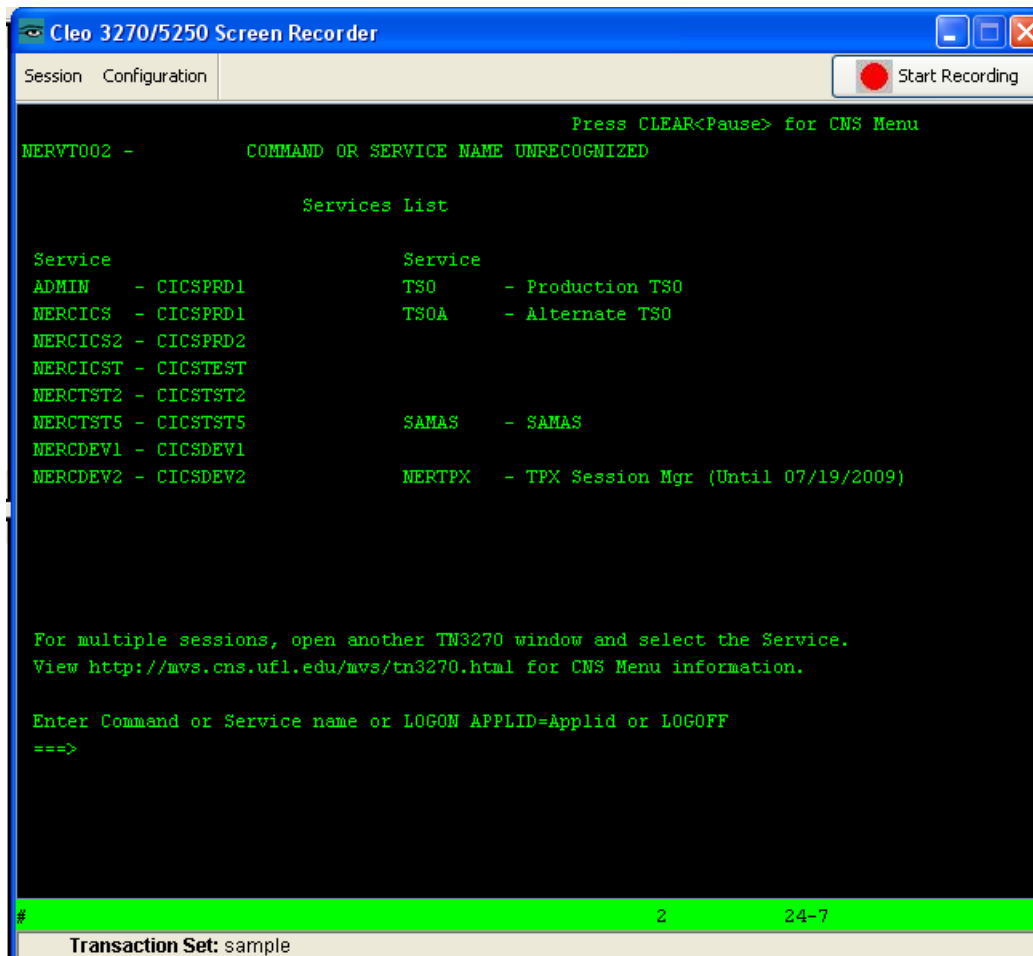 Cleo 3270/5250 Screen Recorder
Session Configuration Start Recording
Press CLEAR<Pause> for CNS Menu
NERVT002 - COMMAND OR SERVICE NAME UNRECOGNIZED
Services List
Service Service
ADMIN - CICSPRD1 TSO - Production TSO
NERCICS - CICSPRD1 TSOA - Alternate TSO
NERCICS2 - CICSPRD2
NERCICST - CICSTEST
NERCTST2 - CICSTST2
NERCTST5 - CICSTST5 SAMAS - SAMAS
NERCDEV1 - CICSDEV1
NERCDEV2 - CICSDEV2 NERTPX - TPX Session Mgr (Until 07/19/2009)
For multiple sessions, open another TN3270 window and select the Service.
View http://mvs.cns.ufl.edu/mvs/tn3270.html for CNS Menu information.
Enter Command or Service name or LOGON APPLID=Applid or LOGOFF
===>
# 2 24-7
Transaction Set: sample